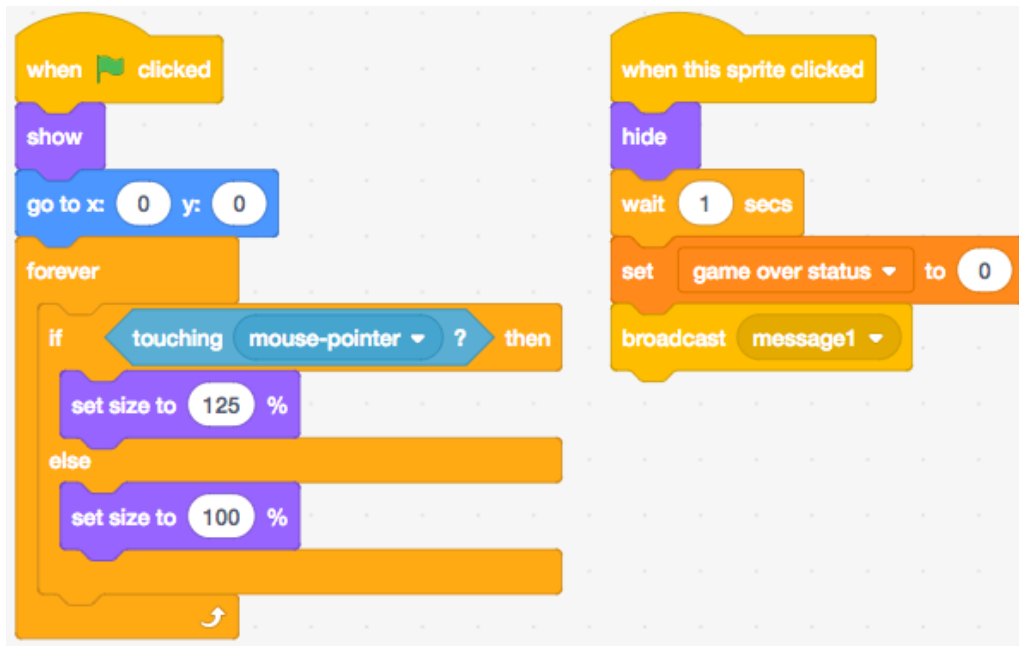 when clicked
show
go to x: 0 y: 0
forever
if touching mouse-pointer ? then
set size to 125 %
else
set size to 100 %
when this sprite clicked
hide
wait 1 secs
set game over status to 0
broadcast message1